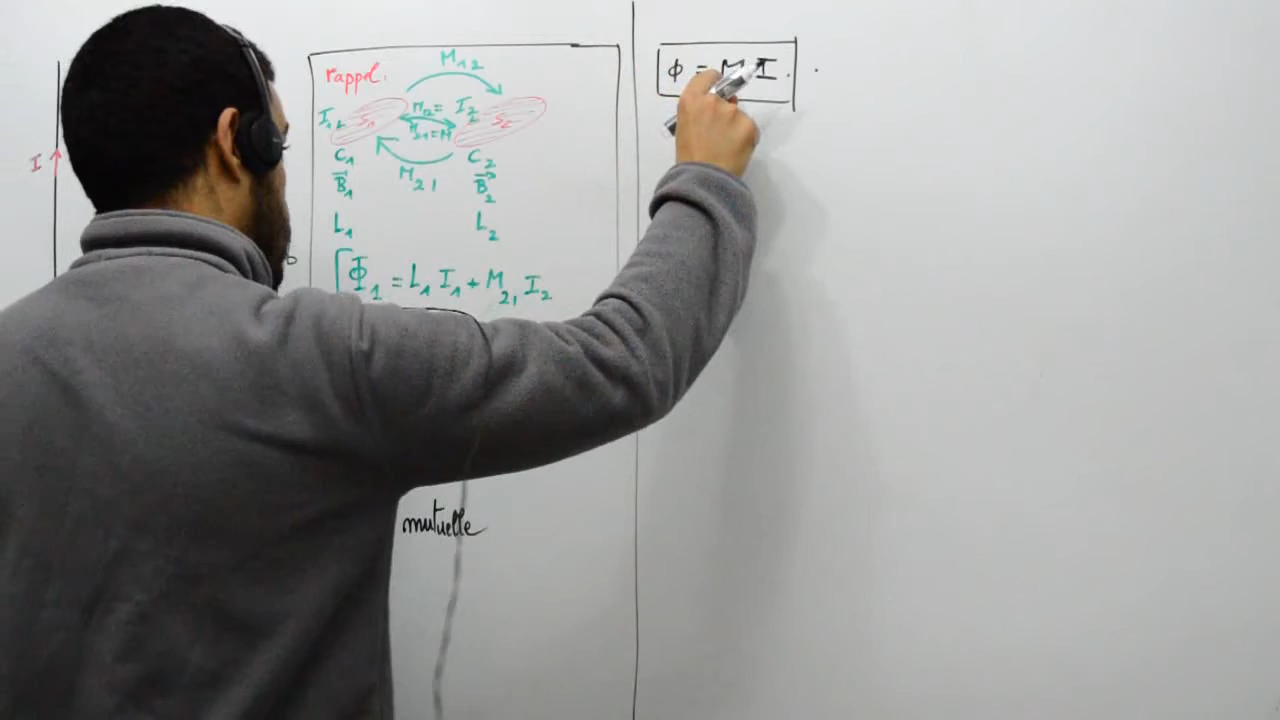 I
rappel.
M12
I1 S1 M12= I2 S2
M21=M
C1 C2
M21
B⃗1 B⃗2
L1 L2
Φ1 = L1 I1 + M21 I2
mutuelle
ϕ = M I.